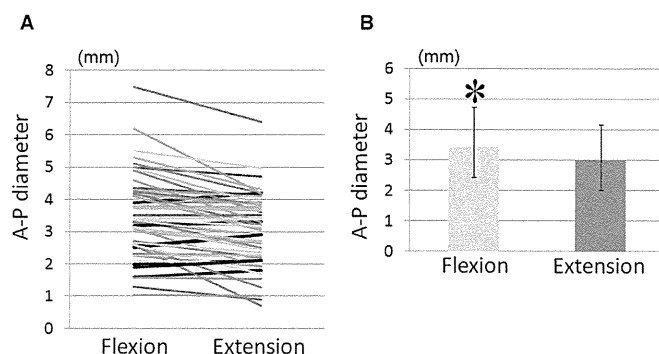 A
(mm)
A-P diameter
8
7
6
5
4
3
2
1
0
Flexion Extension
B
(mm)
A-P diameter
6
5
4
3
2
1
0
*
Flexion Extension